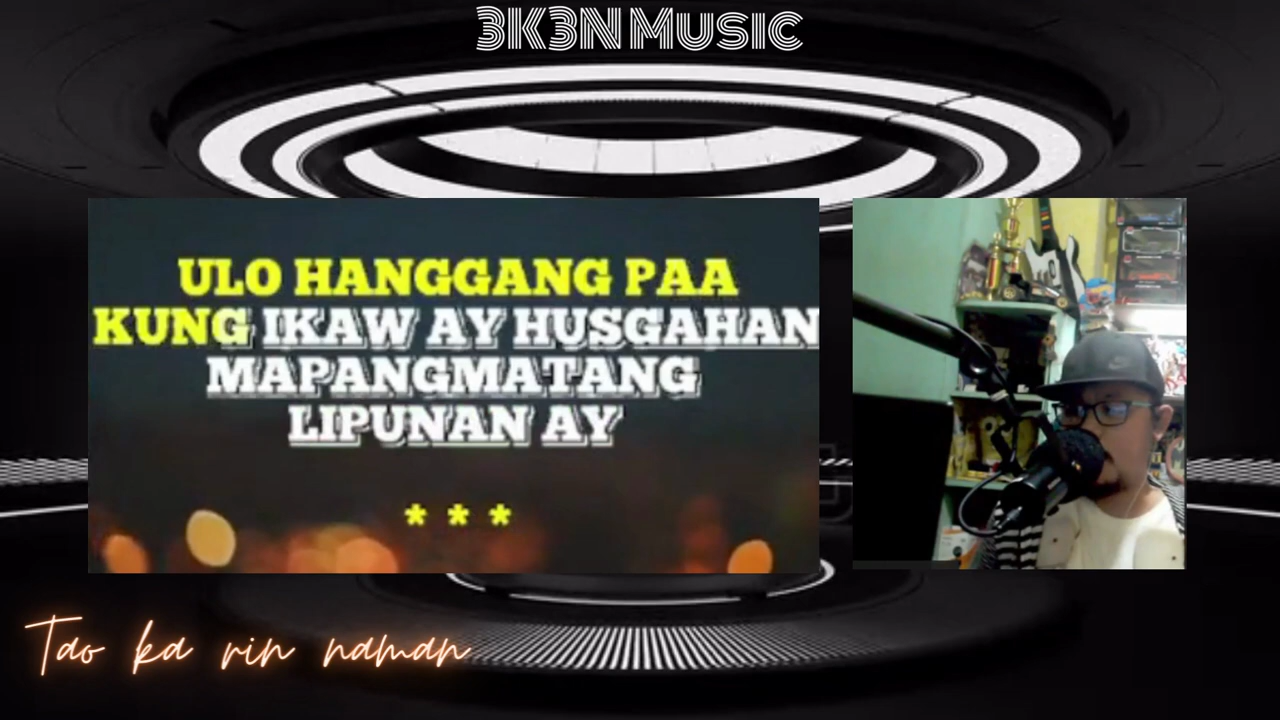 3K3N MUSIC
ULO HANGGANG PAA
KUNG IKAW AY HUSGAHAN
MAPANGMATANG
LIPUNAN AY
* * *
Tao ka rin naman